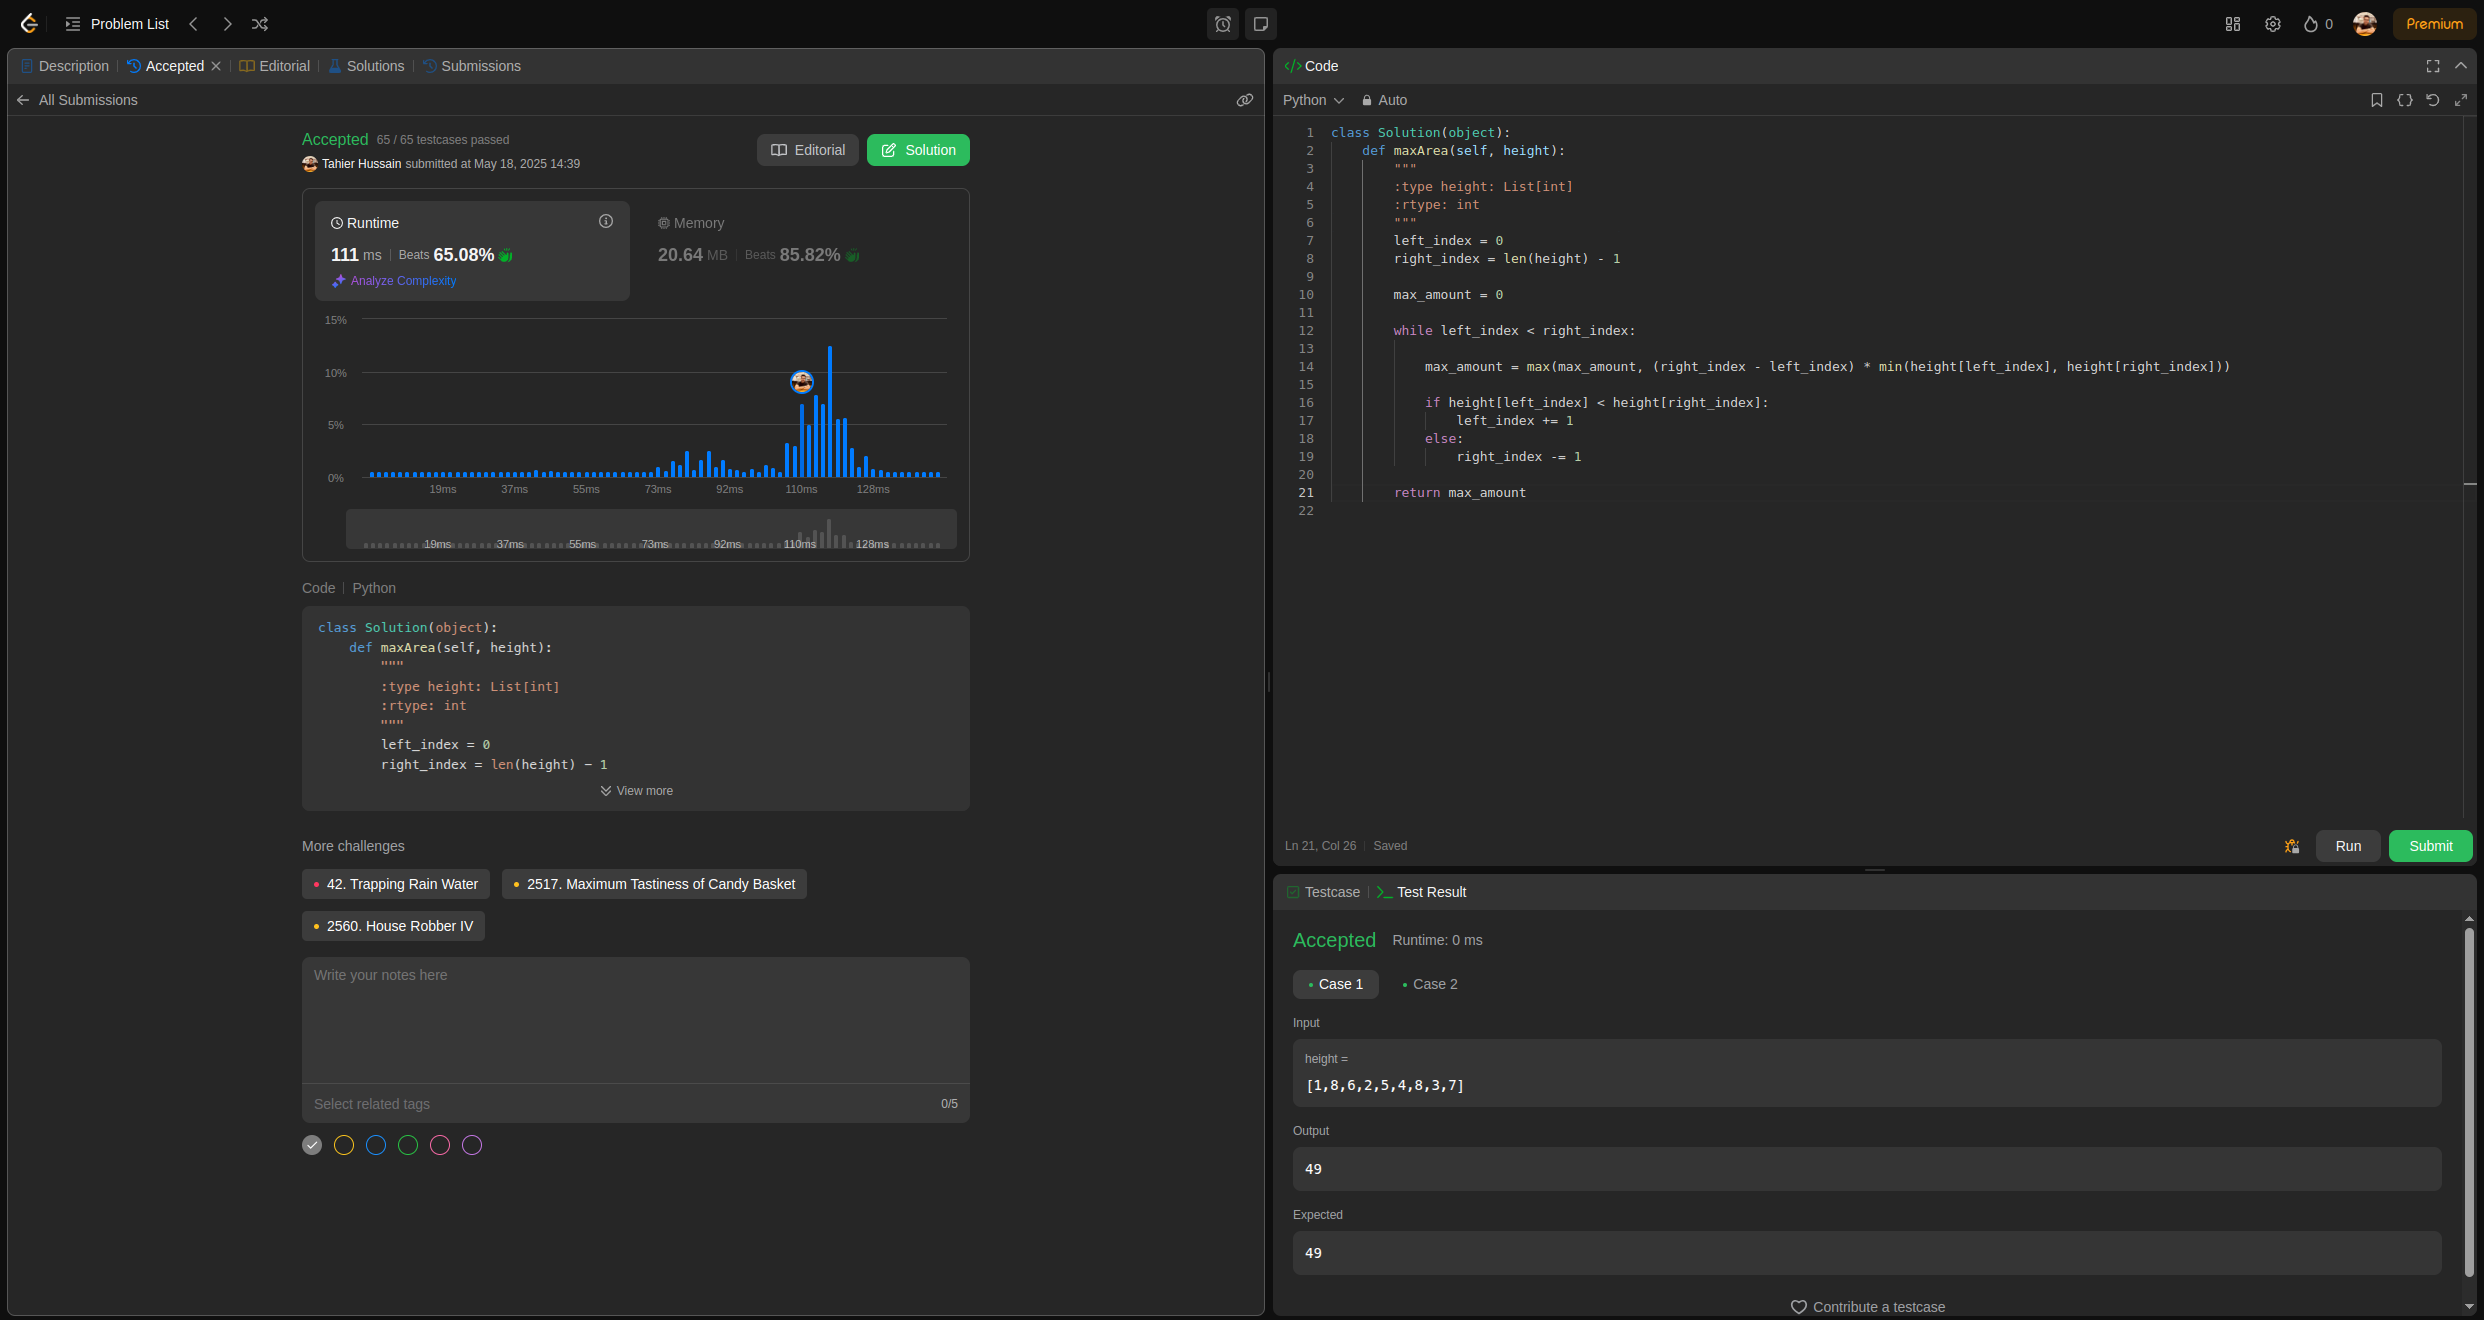 Problem List
0
Premium
Description
Accepted
Editorial
Solutions
Submissions
All Submissions
Accepted 65 / 65 testcases passed
Tahier Hussain submitted at May 18, 2025 14:39
Editorial
Solution
Runtime
111 ms Beats 65.08%
Analyze Complexity
Memory
20.64 MB Beats 85.82%
15%
10%
5%
0%
19ms 37ms 55ms 73ms 92ms 110ms 128ms
19ms 37ms 55ms 73ms 92ms 110ms 128ms
Code Python
class Solution(object):
    def maxArea(self, height):
        """
        :type height: List[int]
        :rtype: int
        """
        left_index = 0
        right_index = len(height) - 1
View more
More challenges
42. Trapping Rain Water
2517. Maximum Tastiness of Candy Basket
2560. House Robber IV
Write your notes here
Select related tags
0/5
Code
Python
Auto
1 class Solution(object):
2     def maxArea(self, height):
3         """
4         :type height: List[int]
5         :rtype: int
6         """
7         left_index = 0
8         right_index = len(height) - 1
9
10         max_amount = 0
11
12         while left_index < right_index:
13
14             max_amount = max(max_amount, (right_index - left_index) * min(height[left_index], height[right_index]))
15
16             if height[left_index] < height[right_index]:
17                 left_index += 1
18             else:
19                 right_index -= 1
20
21         return max_amount
22
Ln 21, Col 26 Saved
Run
Submit
Testcase
Test Result
Accepted Runtime: 0 ms
Case 1
Case 2
Input
height =
[1,8,6,2,5,4,8,3,7]
Output
49
Expected
49
Contribute a testcase